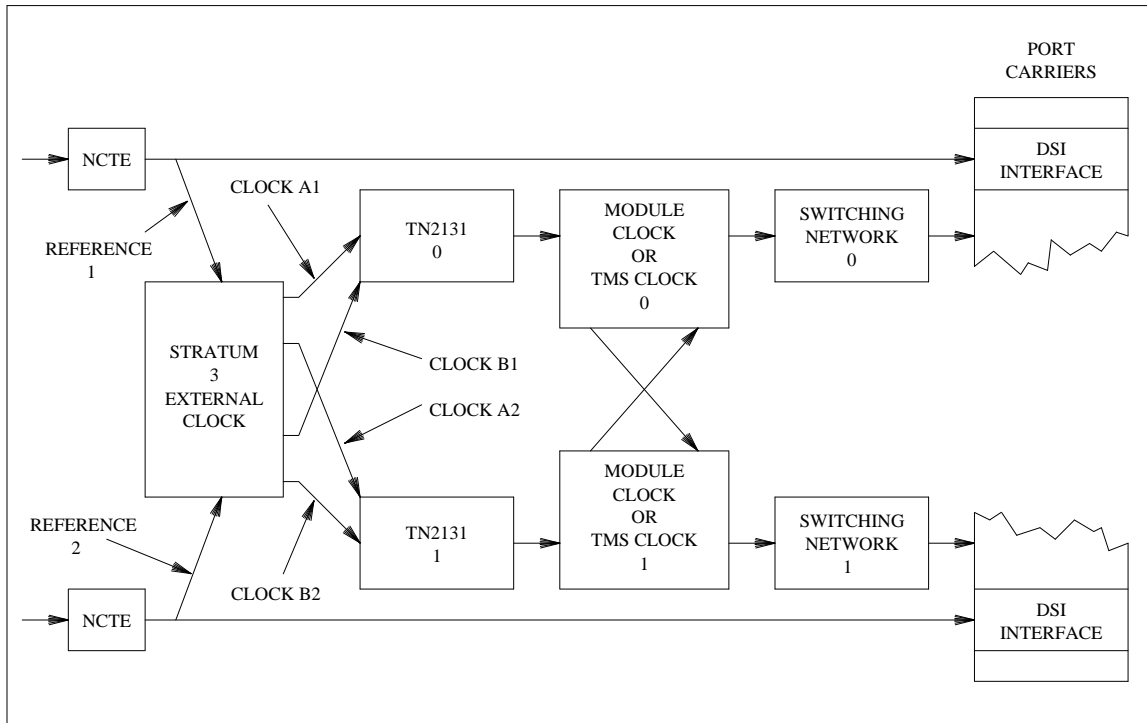 PORT
CARRIERS
NCTE
DSI
INTERFACE
CLOCK A1
REFERENCE
1
TN2131
0
MODULE
CLOCK
OR
TMS CLOCK
0
SWITCHING
NETWORK
0
STRATUM
3
EXTERNAL
CLOCK
CLOCK B1
CLOCK A2
REFERENCE
2
CLOCK B2
TN2131
1
MODULE
CLOCK
OR
TMS CLOCK
1
SWITCHING
NETWORK
1
NCTE
DSI
INTERFACE